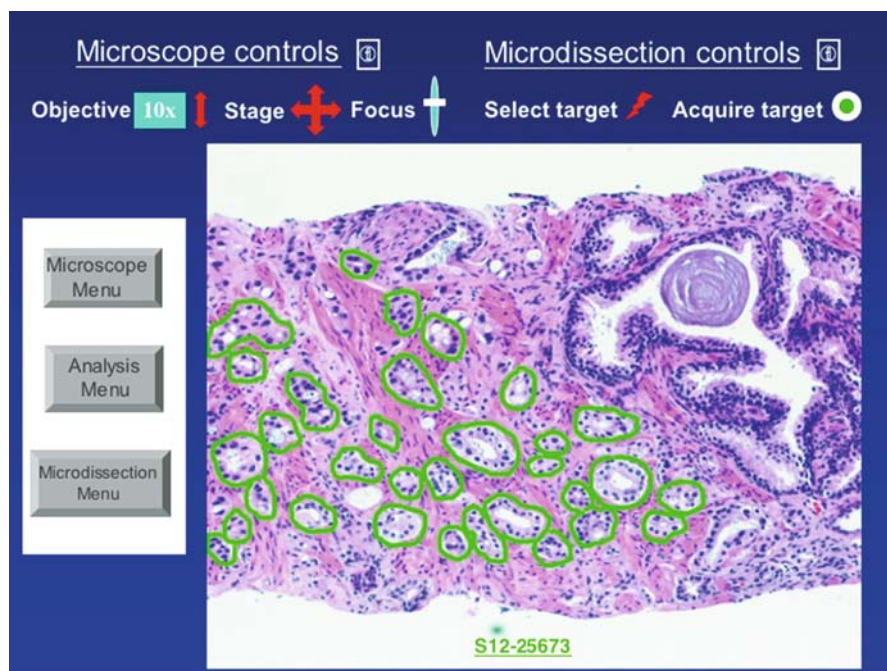 Microscope controls
Microdissection controls
Objective 10x Stage Focus
Select target Acquire target
Microscope
Menu
Analysis
Menu
Microdissection
Menu
S12-25673